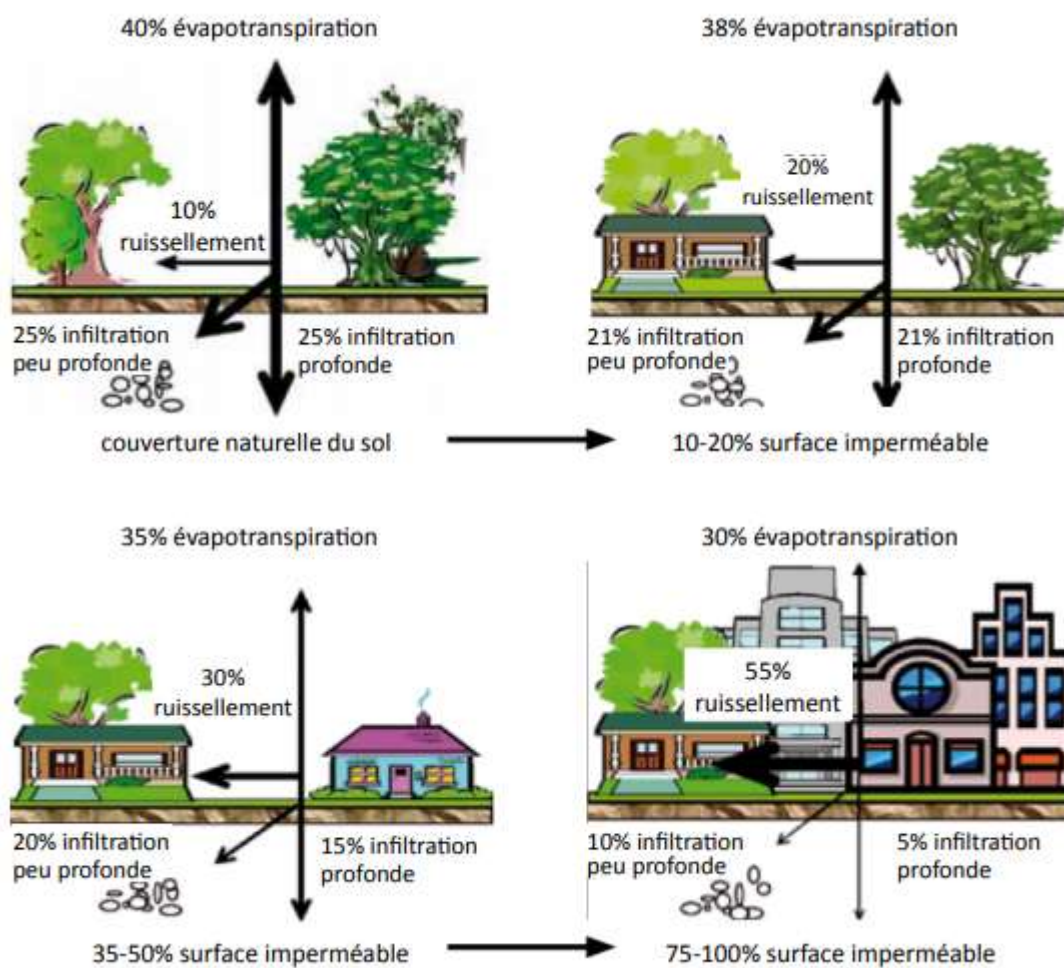 40% évapotranspiration
10%
ruissellement
25% infiltration
peu profonde
25% infiltration
profonde
couverture naturelle du sol
38% évapotranspiration
20%
ruissellement
21% infiltration
peu profonde
21% infiltration
profonde
10-20% surface imperméable
35% évapotranspiration
30%
ruissellement
20% infiltration
peu profonde
15% infiltration
profonde
35-50% surface imperméable
30% évapotranspiration
55%
ruissellement
10% infiltration
peu profonde
5% infiltration
profonde
75-100% surface imperméable